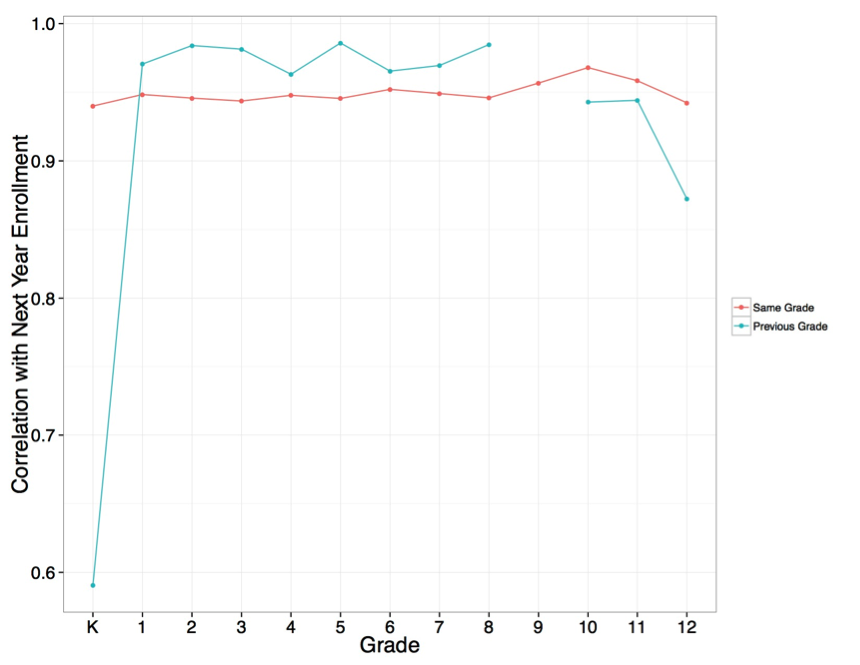 1.0
0.9
0.8
0.7
0.6
Correlation with Next Year Enrollment
K 1 2 3 4 5 6 7 8 9 10 11 12
Grade
Same Grade
Previous Grade